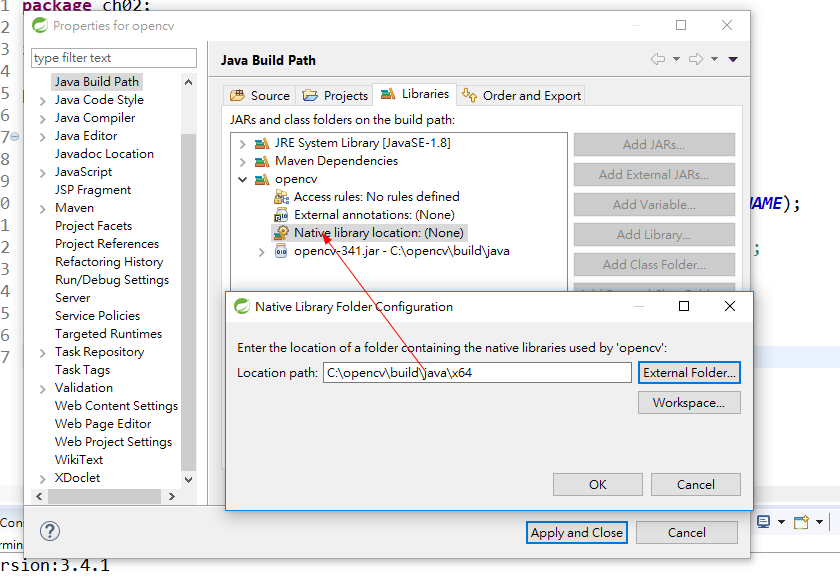 1 package ch02;
2
3
4
5
6
7
8
9
0 NAME);
1
2 ;
3
4
5
6
7
Properties for opencv
type filter text
Java Build Path
Java Code Style
Java Compiler
Java Editor
Javadoc Location
JavaScript
JSP Fragment
Maven
Project Facets
Project References
Refactoring History
Run/Debug Settings
Server
Service Policies
Targeted Runtimes
Task Repository
Task Tags
Validation
Web Content Settings
Web Page Editor
Web Project Settings
WikiText
XDoclet
Java Build Path
Source Projects Libraries Order and Export
JARs and class folders on the build path:
JRE System Library [JavaSE-1.8]
Maven Dependencies
opencv
Access rules: No rules defined
External annotations: (None)
Native library location: (None)
opencv-341.jar - C:\opencv\build\java
Add JARs...
Add External JARs...
Add Variable...
Add Library...
Add Class Folder...
Native Library Folder Configuration
Enter the location of a folder containing the native libraries used by 'opencv':
Location path: C:\opencv\build\java\x64 External Folder...
Workspace...
OK Cancel
Apply and Close Cancel
Cons
rmin
rsion:3.4.1